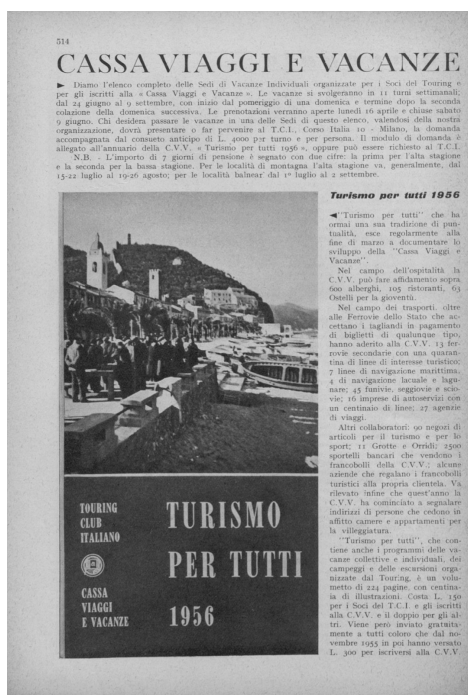 514
CASSA VIAGGI E VACANZE
► Diamo l'elenco completo delle Sedi di Vacanze Individuali organizzate per i Soci del Touring e
per gli iscritti alla « Cassa Viaggi e Vacanze ». Le vacanze si svolgeranno in 11 turni settimanali;
dal 24 giugno al 9 settembre, con inizio dal pomeriggio di una domenica e termine dopo la seconda
colazione della domenica successiva. Le prenotazioni verranno aperte lunedì 16 aprile e chiuse sabato
9 giugno. Chi desidera passare le vacanze in una delle Sedi di questo elenco, valendosi della nostra
organizzazione, dovrà presentare o far pervenire al T.C.I., Corso Italia 10 - Milano, la domanda
accompagnata dal consueto anticipo di L. 4000 per turno e per persona. Il modulo di domanda è
allegato all'annuario della C.V.V. « Turismo per tutti 1956 », oppure può essere richiesto al T.C.I.
N.B. - L'importo di 7 giorni di pensione è segnato con due cifre: la prima per l'alta stagione
e la seconda per la bassa stagione. Per le località di montagna l'alta stagione va, generalmente, dal
15-22 luglio al 19-26 agosto; per le località balnear dal 1º luglio al 2 settembre.
Turismo per tutti 1956
◄"Turismo per tutti" che ha
ormai una sua tradizione di pun-
tualità, esce regolarmente alla
fine di marzo a documentare lo
sviluppo della "Cassa Viaggi e
Vacanze".
Nel campo dell'ospitalità la
C.V.V. può fare affidamento sopra
600 alberghi, 105 ristoranti, 63
Ostelli per la gioventù.
Nel campo dei trasporti, oltre
alle Ferrovie dello Stato che ac-
cettano i tagliandi in pagamento
di biglietti di qualunque tipo,
hanno aderito alla C.V.V. 13 fer-
rovie secondarie con una quaran-
tina di linee di interesse turistico;
7 linee di navigazione marittima,
4 di navigazione lacuale e lagu-
nare; 45 funivie, seggiovie e scio-
vie; 16 imprese di autoservizi con
un centinaio di linee; 27 agenzie
di viaggi.
Altri collaboratori: 90 negozi di
articoli per il turismo e per lo
sport; 11 Grotte e Orridi; 2500
sportelli bancari che vendono i
francobolli della C.V.V.; alcune
aziende che regalano i francobolli
turistici alla propria clientela. Va
rilevato infine che quest'anno la
C.V.V. ha cominciato a segnalare
indirizzi di persone che cedono in
affitto camere e appartamenti per
la villeggiatura.
"Turismo per tutti", che con-
tiene anche i programmi delle va-
canze collettive e individuali, dei
campeggi e delle escursioni orga-
nizzate dal Touring, è un volu-
metto di 224 pagine, con centina-
ia di illustrazioni. Costa L. 150
per i Soci del T.C.I. e gli iscritti
alla C.V.V. e il doppio per gli al-
tri. Viene però inviato gratuita-
mente a tutti coloro che dal no-
vembre 1955 in poi hanno versato
L. 300 per iscriversi alla C.V.V.
TOURING
CLUB
ITALIANO
CASSA
VIAGGI
E VACANZE
TURISMO
PER TUTTI
1956